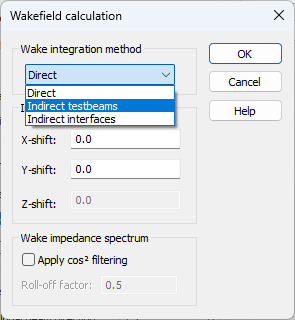 Wakefield calculation
Wake integration method
OK
Direct
Cancel
Direct
Indirect testbeams
Indirect interfaces
Help
X-shift: 0.0
Y-shift: 0.0
Z-shift: 0.0
Wake impedance spectrum
Apply cos² filtering
Roll-off factor: 0.5